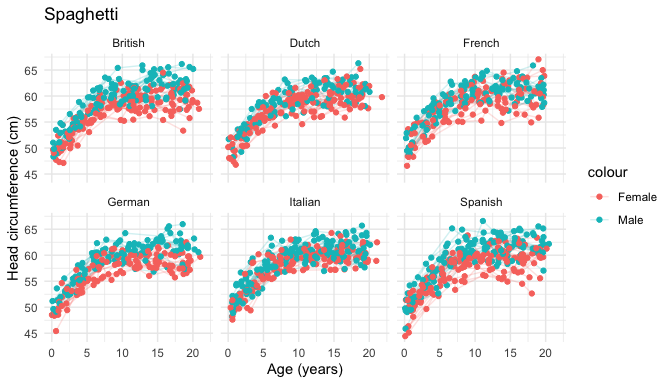 Spaghetti
British Dutch French
65
60
55
50
45
German Italian Spanish
65
60
55
50
45
0 5 10 15 20 0 5 10 15 20 0 5 10 15 20
Age (years)
Head circumference (cm)
colour
Female
Male